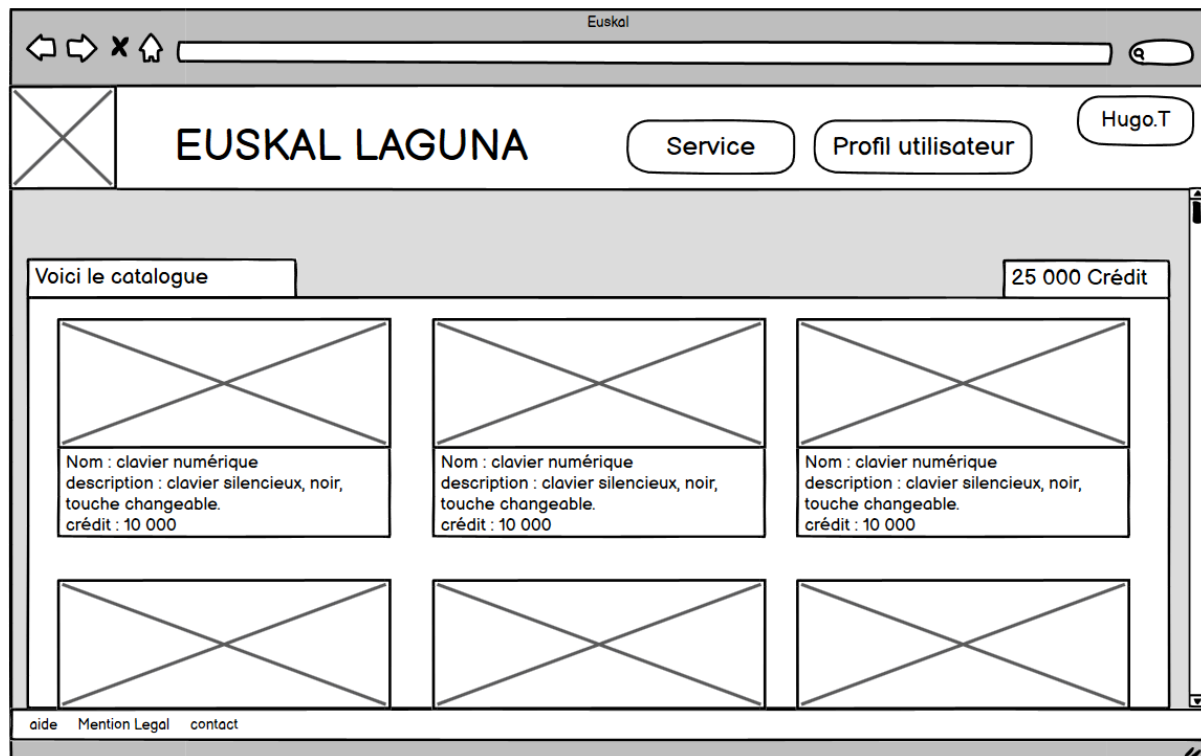 Euskal
EUSKAL LAGUNA
Service
Profil utilisateur
Hugo.T
Voici le catalogue
25 000 Crédit
Nom : clavier numérique
description : clavier silencieux, noir,
touche changeable.
crédit : 10 000
Nom : clavier numérique
description : clavier silencieux, noir,
touche changeable.
crédit : 10 000
Nom : clavier numérique
description : clavier silencieux, noir,
touche changeable.
crédit : 10 000
aide
Mention Legal
contact